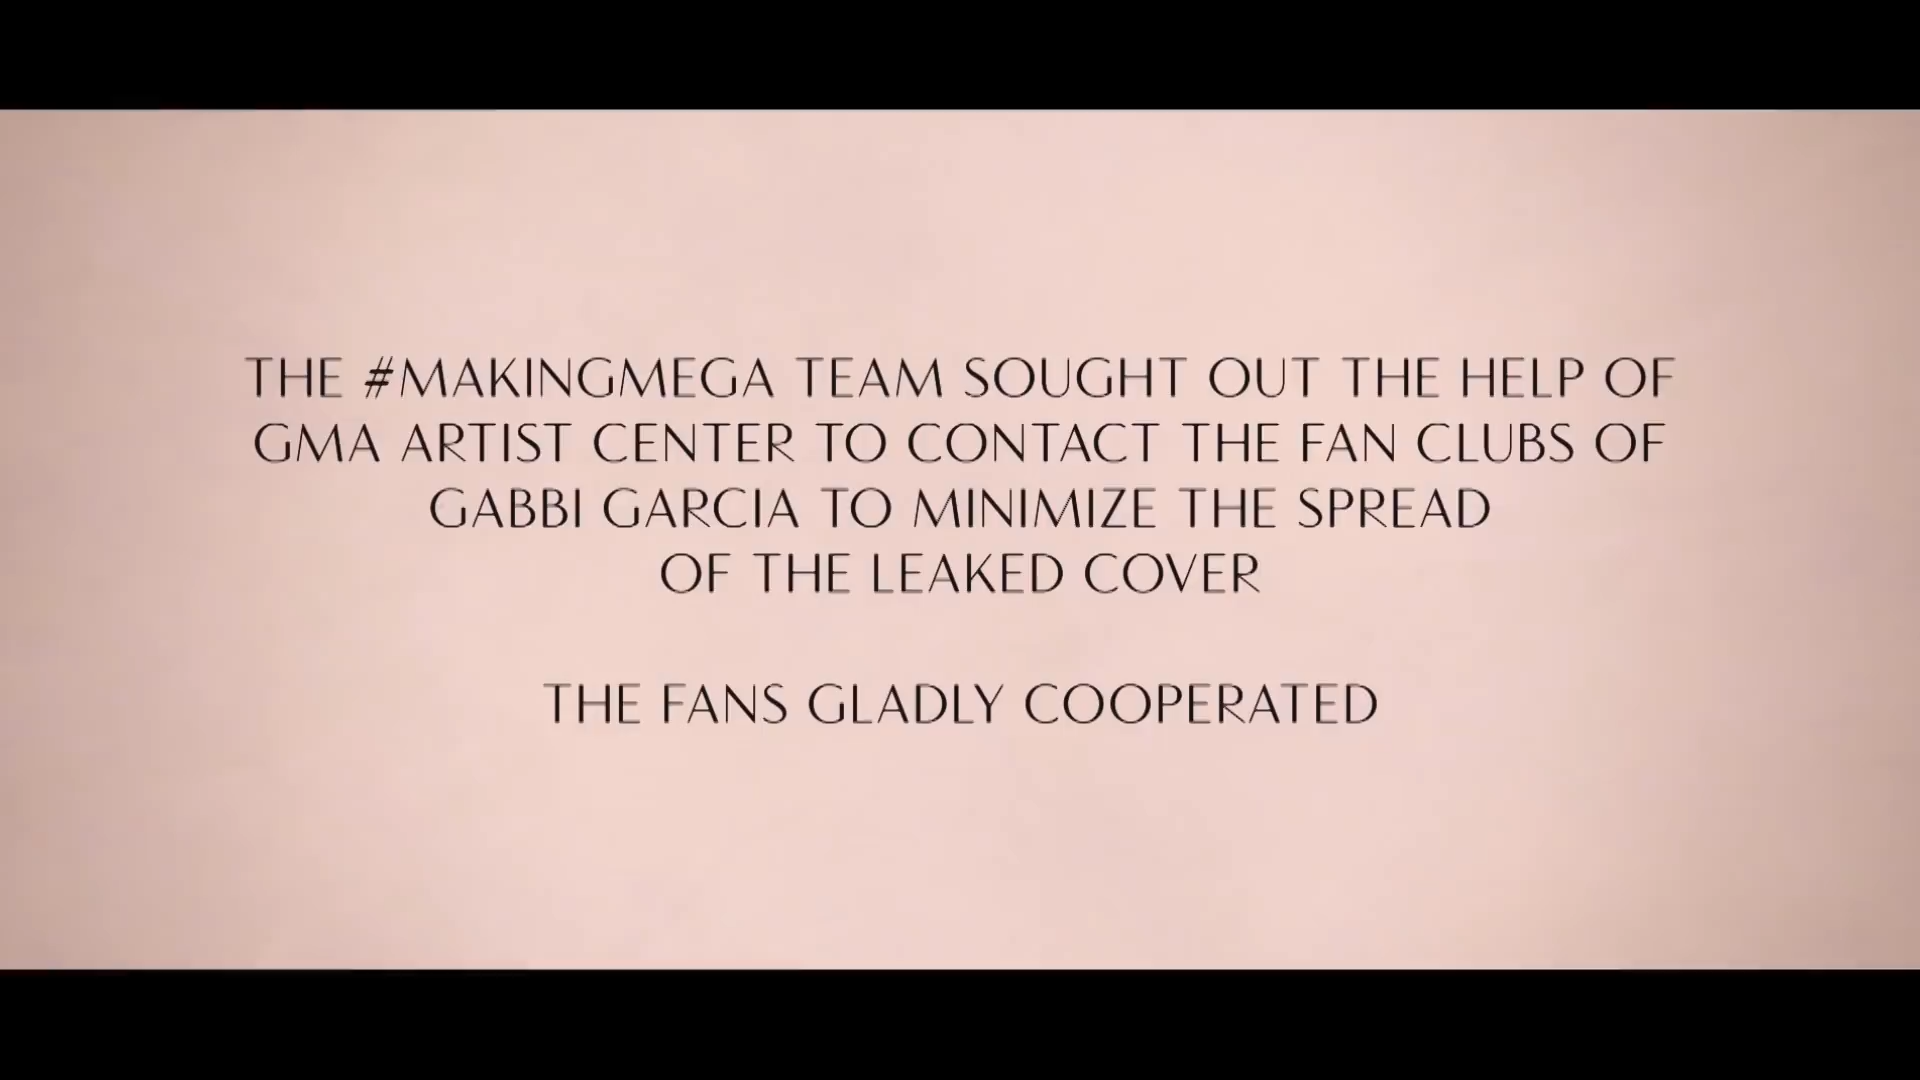 THE #MAKINGMEGA TEAM SOUGHT OUT THE HELP OF
GMA ARTIST CENTER TO CONTACT THE FAN CLUBS OF
GABBI GARCIA TO MINIMIZE THE SPREAD
OF THE LEAKED COVER
THE FANS GLADLY COOPERATED